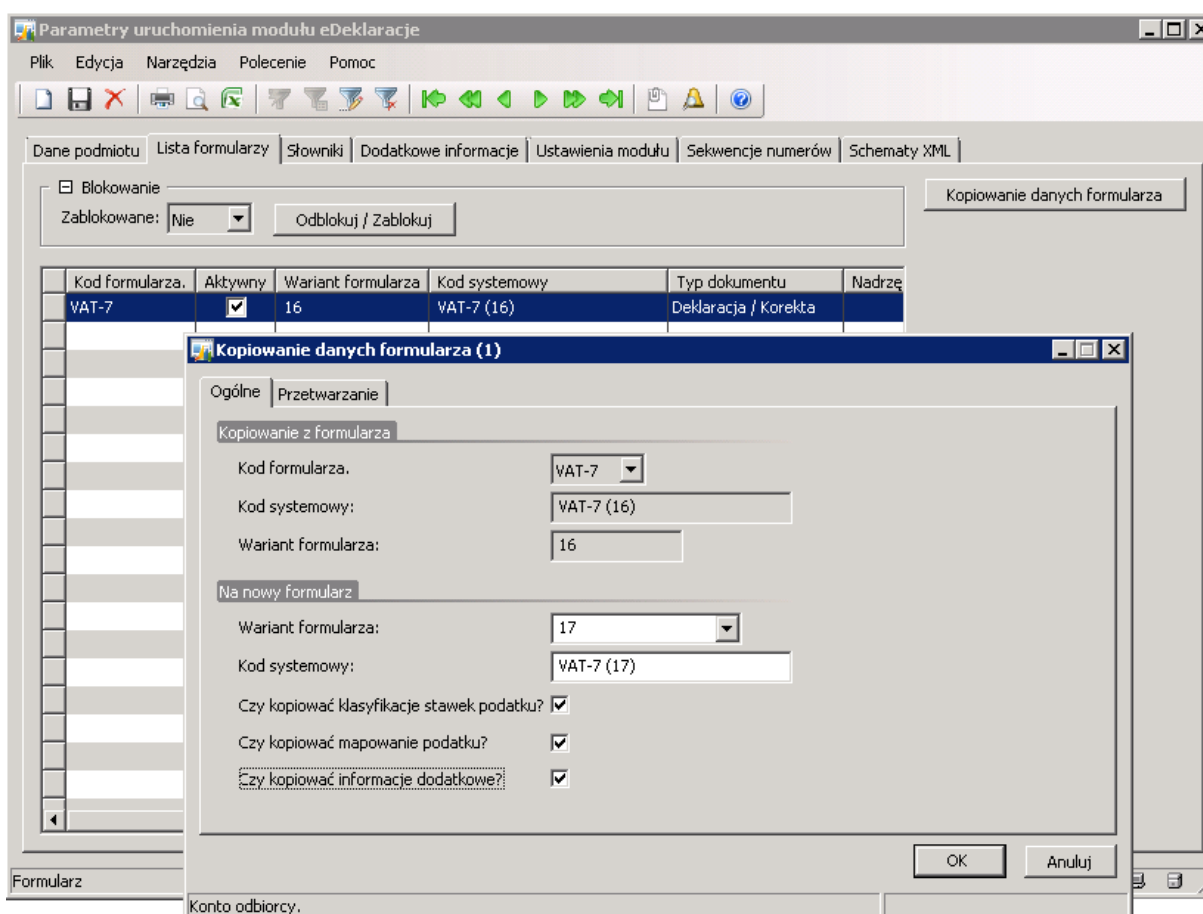 Parametry uruchomienia modułu eDeklaracje
Plik Edycja Narzędzia Polecenie Pomoc
Dane podmiotu Lista formularzy Słowniki Dodatkowe informacje Ustawienia modułu Sekwencje numerów Schematy XML
Blokowanie
Kopiowanie danych formularza
Zablokowane: Nie Odblokuj / Zablokuj
Kod formularza. Aktywny Wariant formularza Kod systemowy Typ dokumentu Nadrzę
VAT-7 16 VAT-7 (16) Deklaracja / Korekta
Kopiowanie danych formularza (1)
Ogólne Przetwarzanie
Kopiowanie z formularza
Kod formularza. VAT-7
Kod systemowy: VAT-7 (16)
Wariant formularza: 16
Na nowy formularz
Wariant formularza: 17
Kod systemowy: VAT-7 (17)
Czy kopiować klasyfikacje stawek podatku?
Czy kopiować mapowanie podatku?
Czy kopiować informacje dodatkowe?
OK Anuluj
Formularz
Konto odbiorcy.